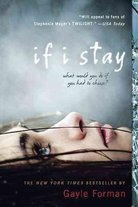 "Will appeal to fans of
Stephenie Meyer's TWILIGHT." —USA Today
if i stay
what would you do if
you had to choose?
THE NEW YORK TIMES BESTSELLER BY
Gayle Forman